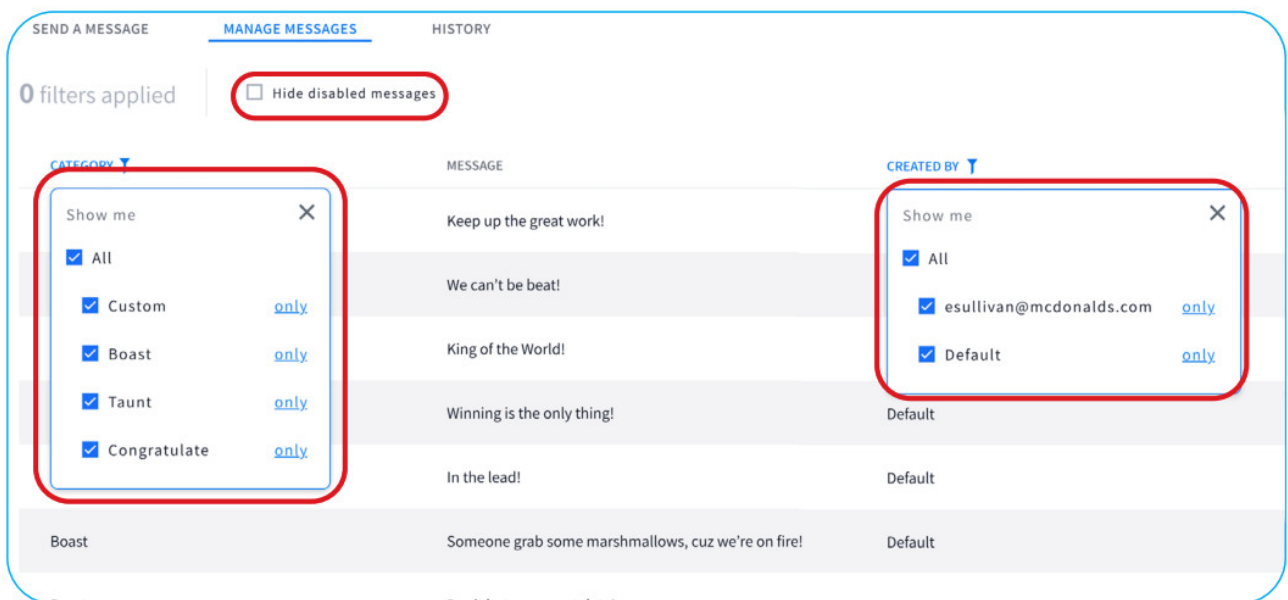 SEND A MESSAGE MANAGE MESSAGES HISTORY
0 filters applied Hide disabled messages
CATEGORY MESSAGE CREATED BY
Show me Keep up the great work! Show me
All All
We can't be beat!
Custom only esullivan@mcdonalds.com only
Boast only King of the World! Default only
Taunt only Winning is the only thing! Default
Congratulate only
In the lead! Default
Boast Someone grab some marshmallows, cuz we're on fire! Default